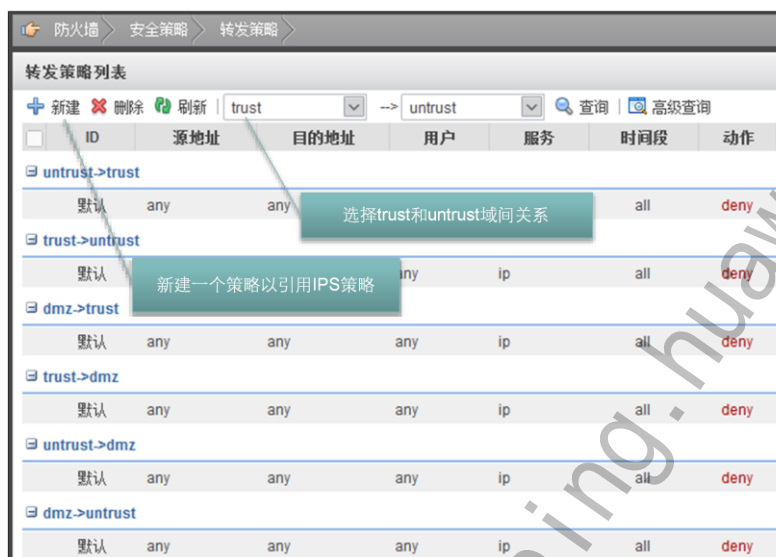 防火墙 安全策略 转发策略
转发策略列表
新建 删除 刷新 trust --> untrust 查询 高级查询
ID 源地址 目的地址 用户 服务 时间段 动作
untrust->trust
默认 any any all deny
选择trust和untrust域间关系
trust->untrust
默认 any ip all deny
新建一个策略以引用IPS策略
dmz->trust
默认 any any any ip all deny
trust->dmz
默认 any any any ip all deny
untrust->dmz
默认 any any any ip all deny
dmz->untrust
默认 any any any ip all deny
ning.huaw